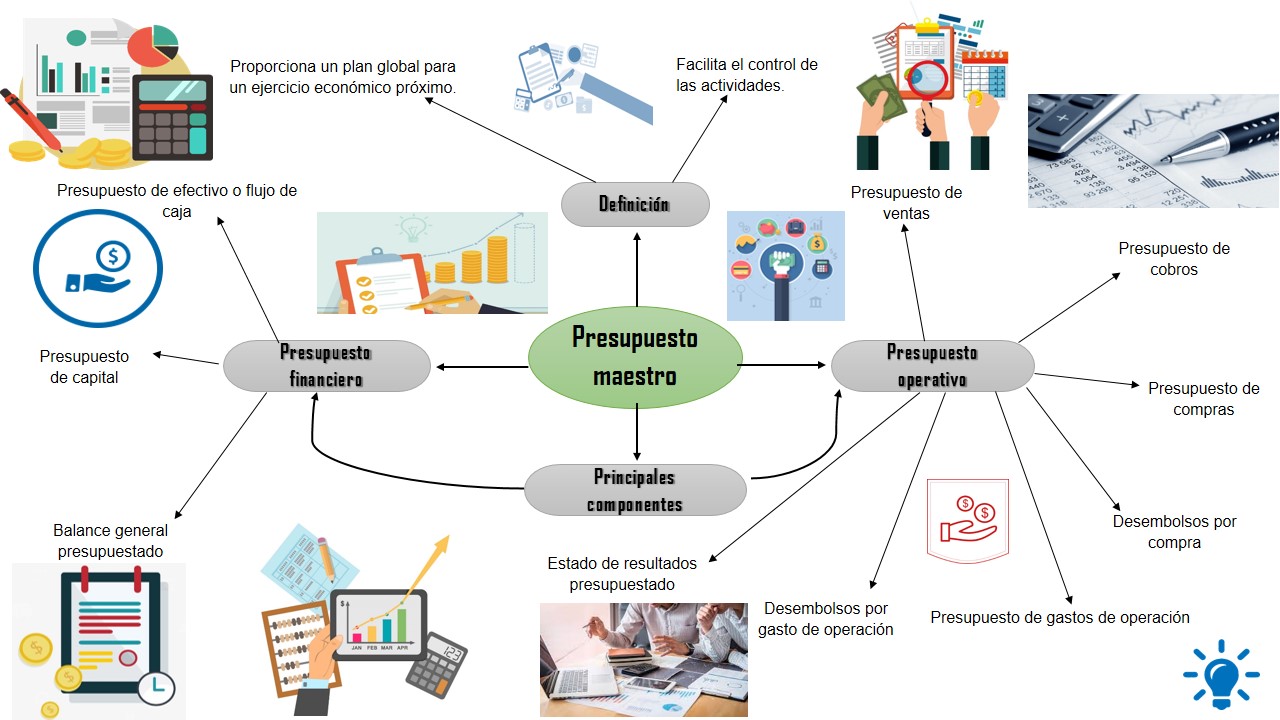 Proporciona un plan global para
un ejercicio económico próximo.
Facilita el control de
las actividades.
Definición
Presupuesto de efectivo o flujo de
caja
Presupuesto de
ventas
Presupuesto de
cobros
Presupuesto
maestro
Presupuesto
financiero
Presupuesto
operativo
Presupuesto
de capital
Presupuesto de
compras
Principales
componentes
Balance general
presupuestado
Desembolsos por
compra
Estado de resultados
presupuestado
Desembolsos por
gasto de operación
Presupuesto de gastos de operación
$
JAN FEB MAR APR
123